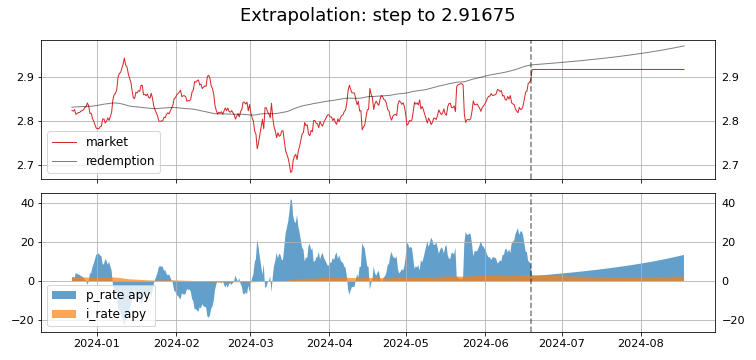 Extrapolation: step to 2.91675
2.9
2.8
2.7
2.9
2.8
2.7
market
redemption
40
20
0
−20
40
20
0
−20
p_rate apy
i_rate apy
2024-01 2024-02 2024-03 2024-04 2024-05 2024-06 2024-07 2024-08